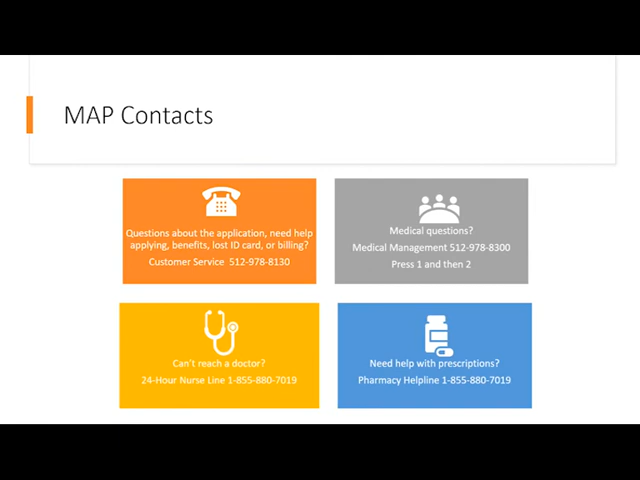 MAP Contacts
Questions about the application, need help
applying, benefits, lost ID card, or billing?
Customer Service 512-978-8130
Medical questions?
Medical Management 512-978-8300
Press 1 and then 2
Can't reach a doctor?
24-Hour Nurse Line 1-855-880-7019
Need help with prescriptions?
Pharmacy Helpline 1-855-880-7019